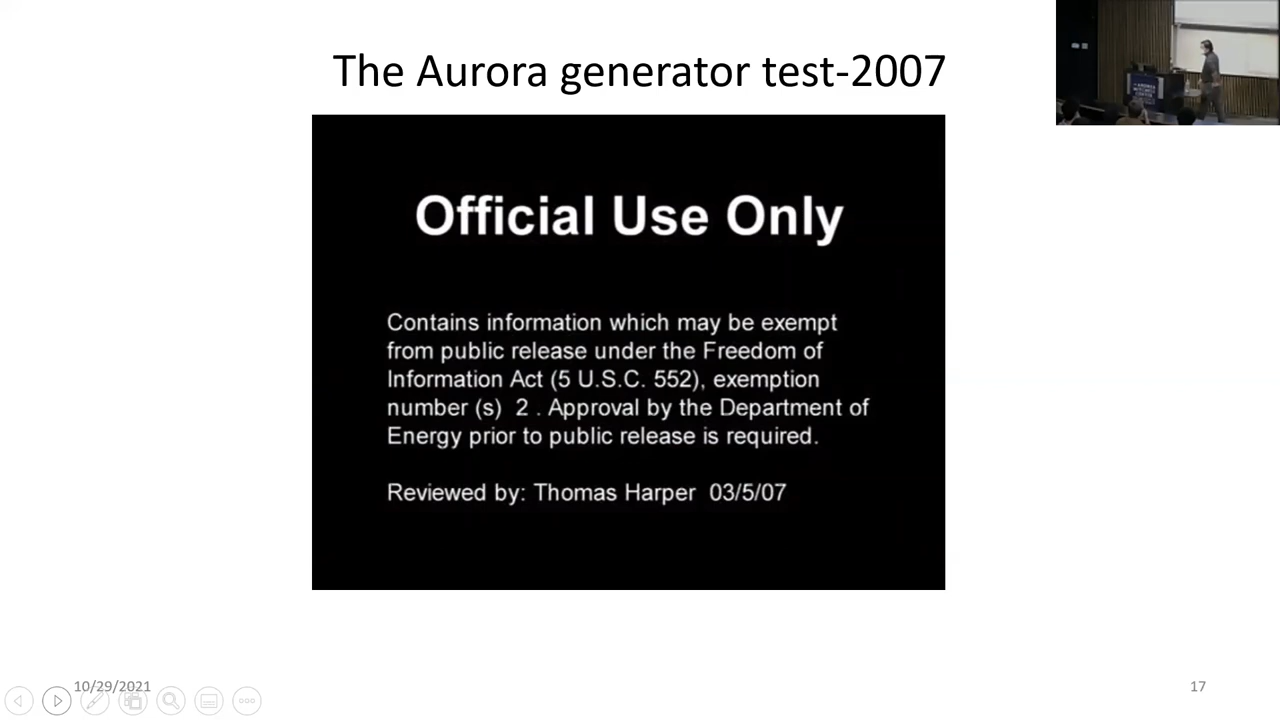 The Aurora generator test-2007
Official Use Only
Contains information which may be exempt
from public release under the Freedom of
Information Act (5 U.S.C. 552), exemption
number (s) 2 . Approval by the Department of
Energy prior to public release is required.
Reviewed by: Thomas Harper 03/5/07
10/29/2021
17